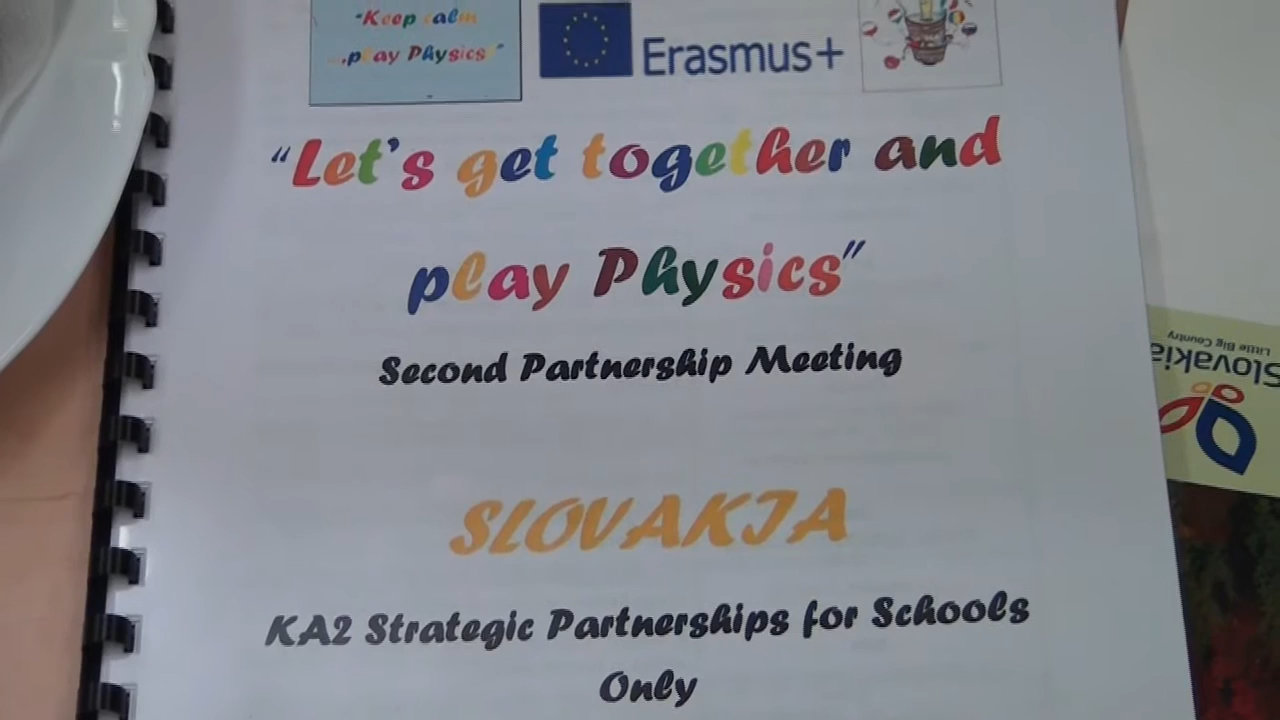 "Keep calm
...play Physics"
Erasmus+
"Let's get together and
play Physics"
Second Partnership Meeting
SLOVAKIA
KA2 Strategic Partnerships for Schools
Only
Slovakia
Little Big Country